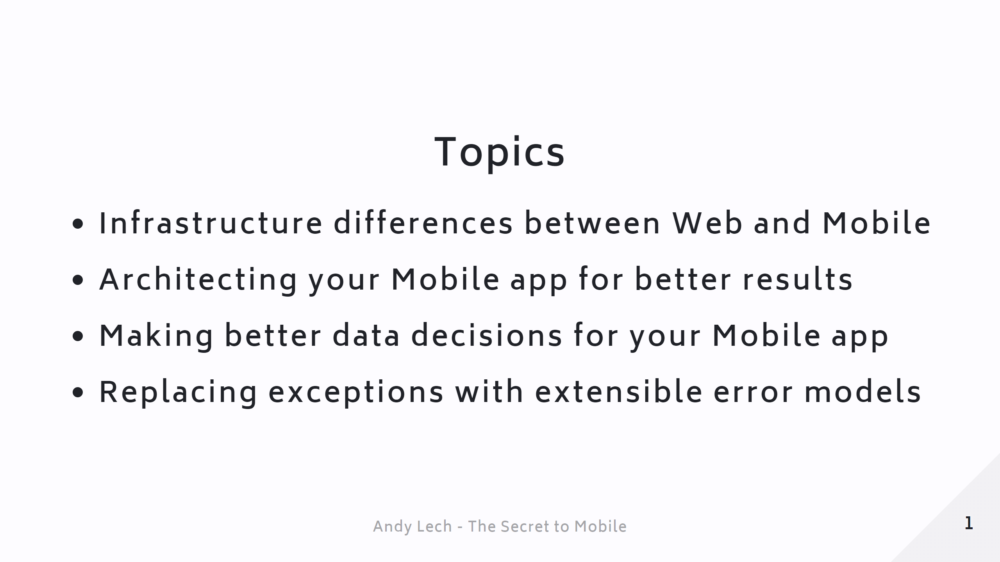 Topics
• Infrastructure differences between Web and Mobile
• Architecting your Mobile app for better results
• Making better data decisions for your Mobile app
• Replacing exceptions with extensible error models
Andy Lech - The Secret to Mobile
1